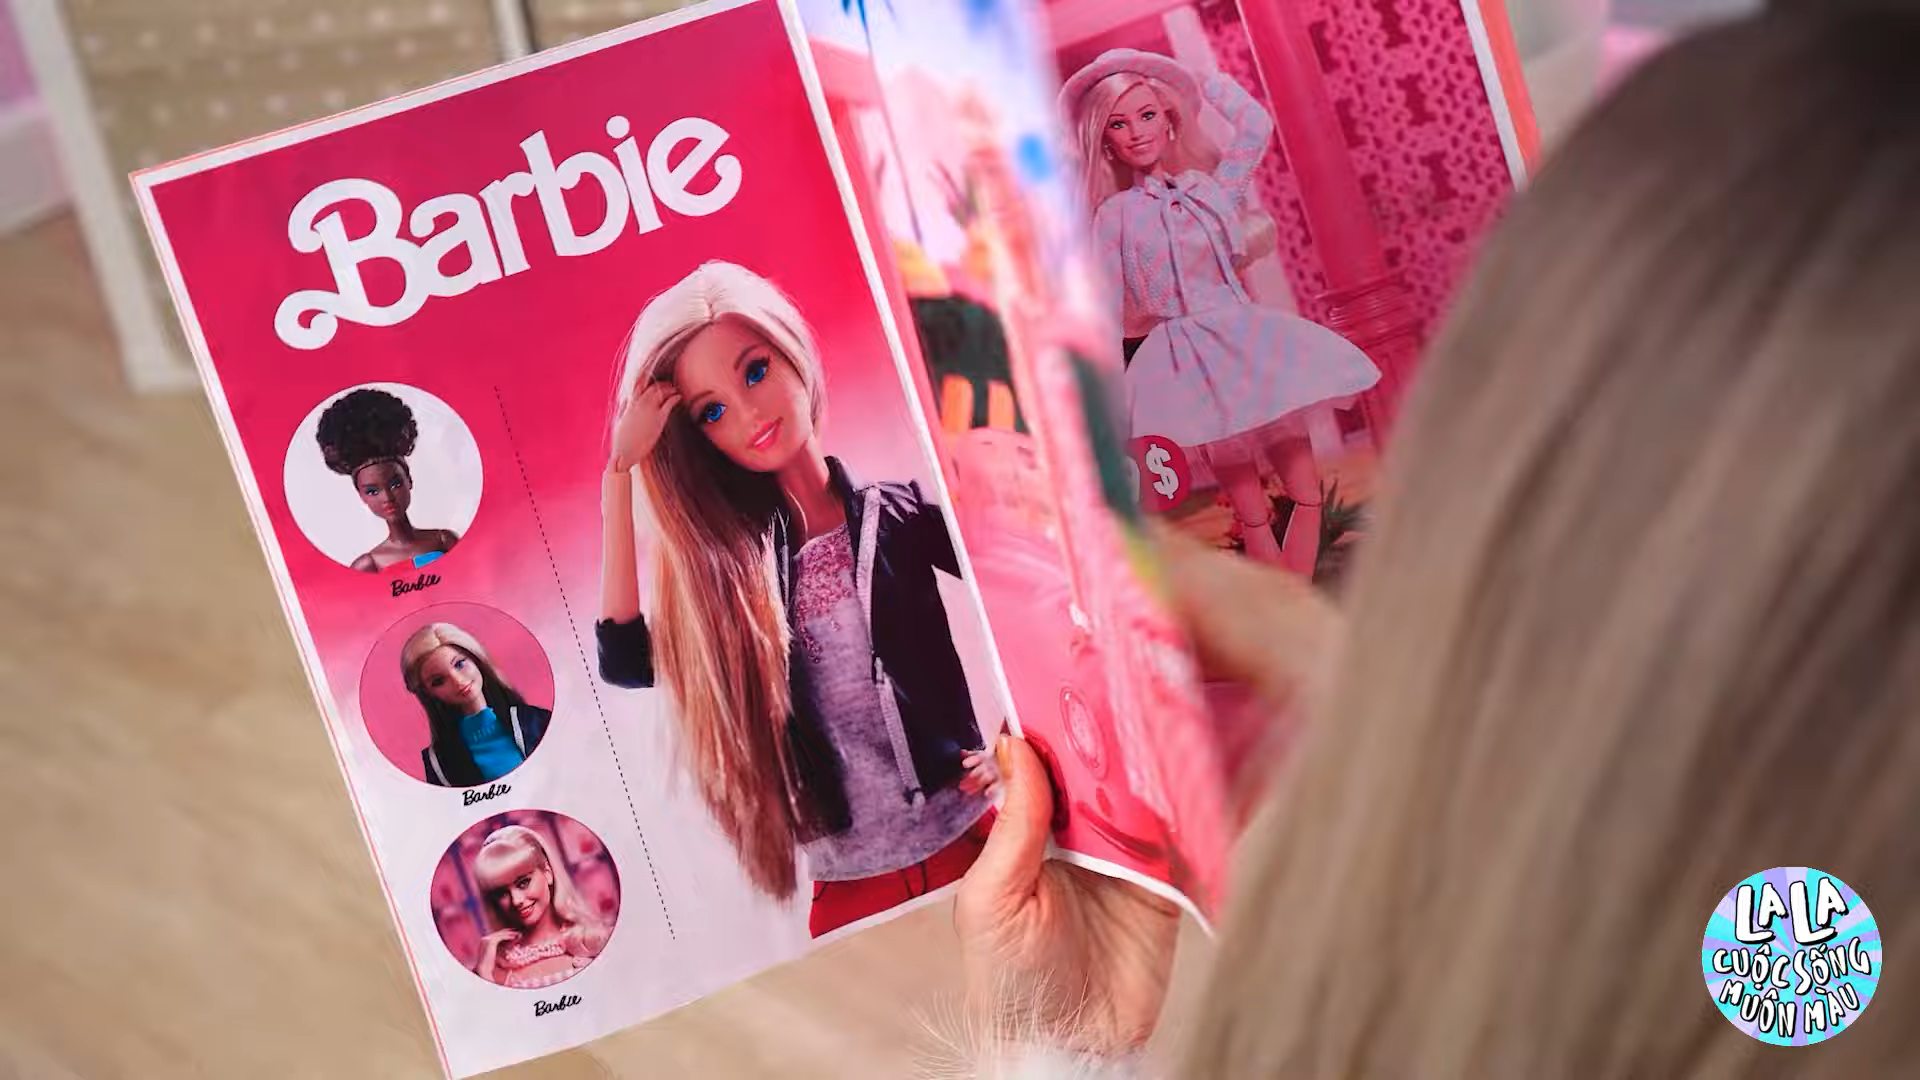 Barbie
Barbie
Barbie
Barbie
$
LA LA
CUỘC SỐNG
MUÔN MÀU